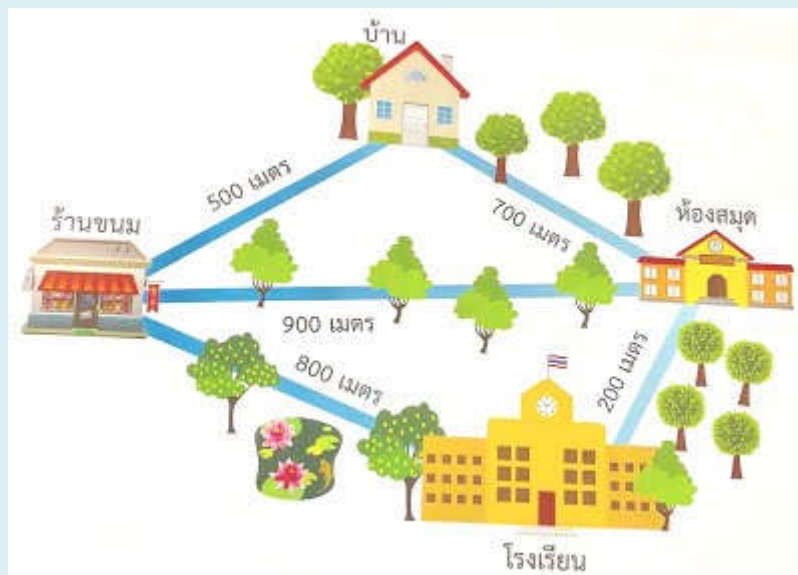 บ้าน
500 เมตร
700 เมตร
ร้านขนม
ห้องสมุด
900 เมตร
800 เมตร
200 เมตร
โรงเรียน